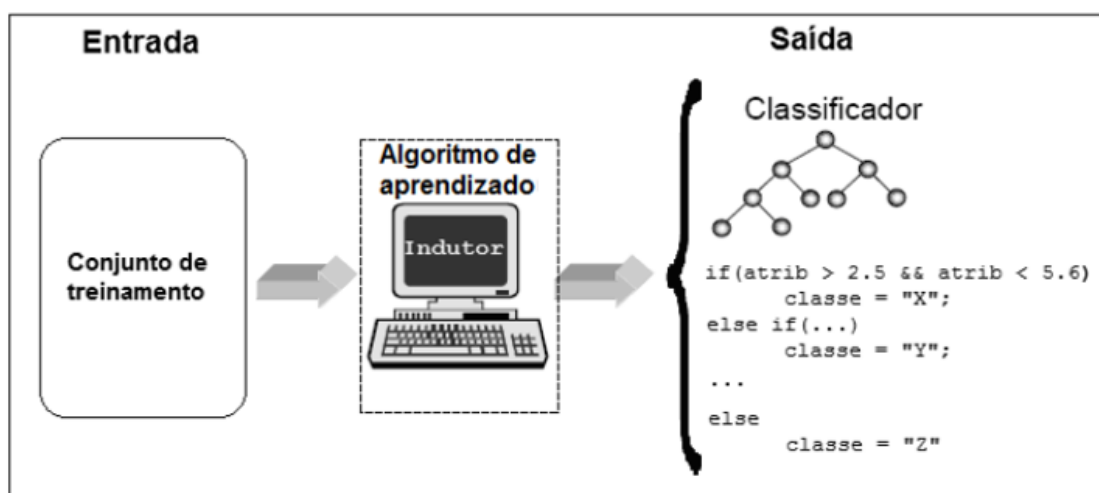 Entrada
Saída
Conjunto de
treinamento
Algoritmo de
aprendizado
Indutor
Classificador
if(atrib > 2.5 && atrib < 5.6)
classe = "X";
else if(...)
classe = "Y";
...
else
classe = "Z"